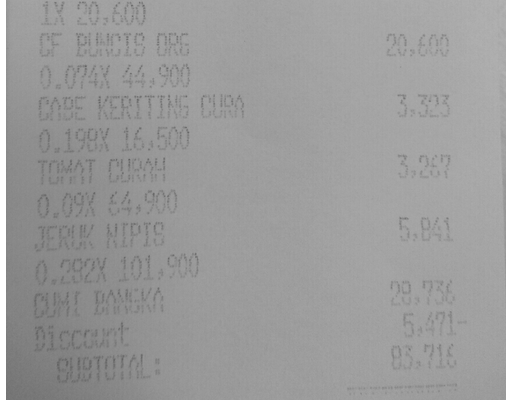 1X 20,600
CF BUNCIS ORG 20,600
0.074X 44,900
CABE KERITING CURA 3,323
0.198X 16,500
TOMAT CURAH 3,267
0.09X 64,900
JERUK NIPIS 5,841
0.282X 101,900
CUMI BANGKA 28,736
Discount 5,471-
SUBTOTAL: 83,716